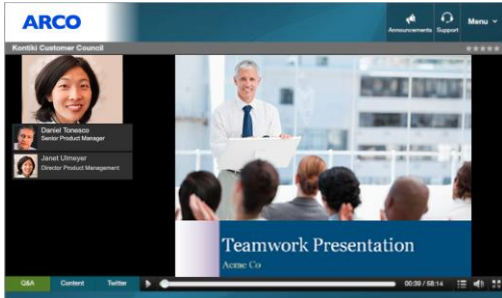 ARCO
Announcements
Support
Menu
Kontiki Customer Council
Daniel Tonesco
Senior Product Manager
Janet Ulmeyer
Director Product Management
Teamwork Presentation
Acme Co
Q&A
Content
Twitter
00:39 / 58:14